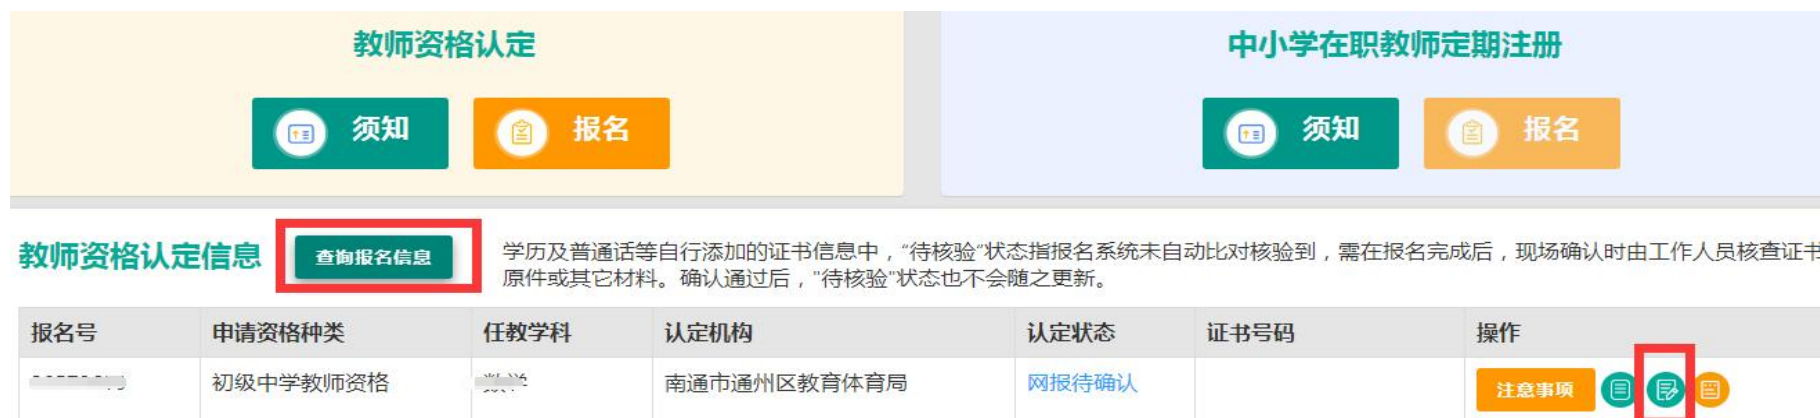 教师资格认定
中小学在职教师定期注册
须知
报名
须知
报名
教师资格认定信息
查询报名信息
学历及普通话等自行添加的证书信息中，“待核验”状态指报名系统未自动比对核验到，需在报名完成后，现场确认时由工作人员核查证书
原件或其它材料。确认通过后，"待核验"状态也不会随之更新。
报名号 申请资格种类 任教学科 认定机构 认定状态 证书号码 操作
初级中学教师资格 南通市通州区教育体育局 网报待确认 注意事项